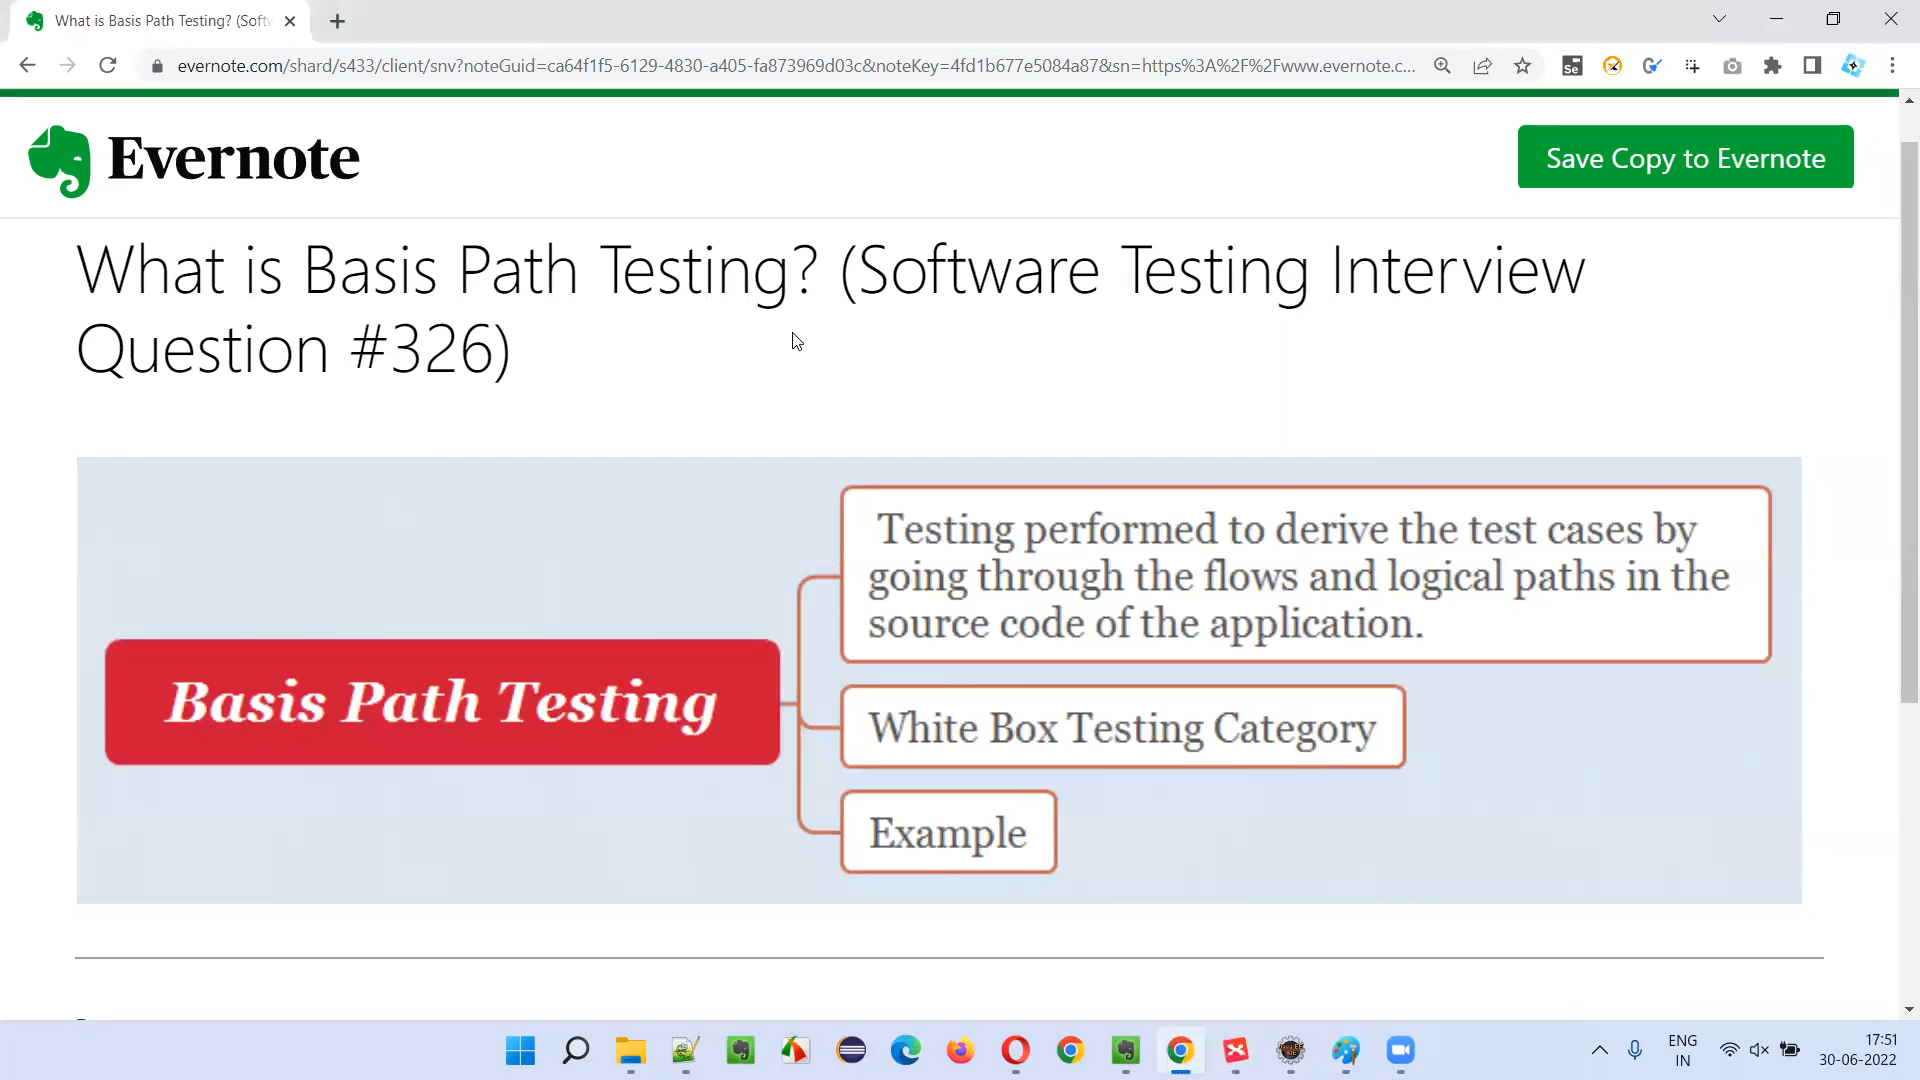 What is Basis Path Testing? (Softw
evernote.com/shard/s433/client/snv?noteGuid=ca64f1f5-6129-4830-a405-fa873969d03c&noteKey=4fd1b677e5084a87&sn=https%3A%2F%2Fwww.evernote.c...
Se
Evernote
Save Copy to Evernote
What is Basis Path Testing? (Software Testing Interview
Question #326)
Testing performed to derive the test cases by
going through the flows and logical paths in the
source code of the application.
Basis Path Testing
White Box Testing Category
Example
ENG
IN
17:51
30-06-2022